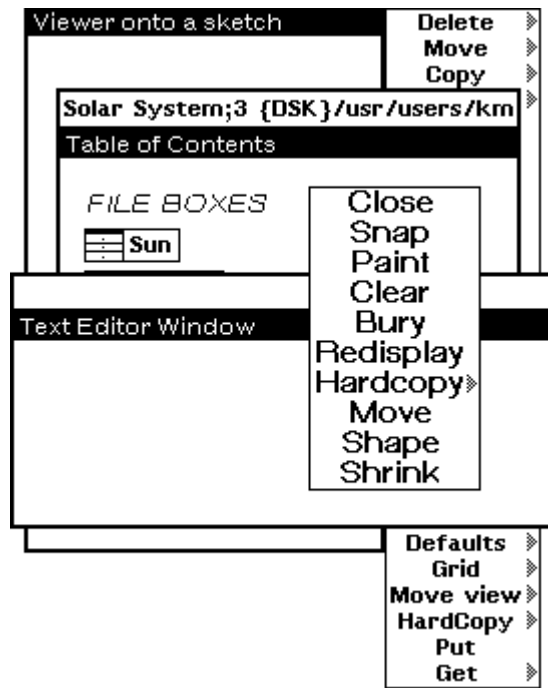 Viewer onto a sketch
Delete
Move
Copy
Solar System;3 {DSK}/usr/users/km
Table of Contents
FILE BOXES
Sun
Close
Snap
Paint
Clear
Bury
Redisplay
Hardcopy
Move
Shape
Shrink
Text Editor Window
Defaults
Grid
Move view
HardCopy
Put
Get